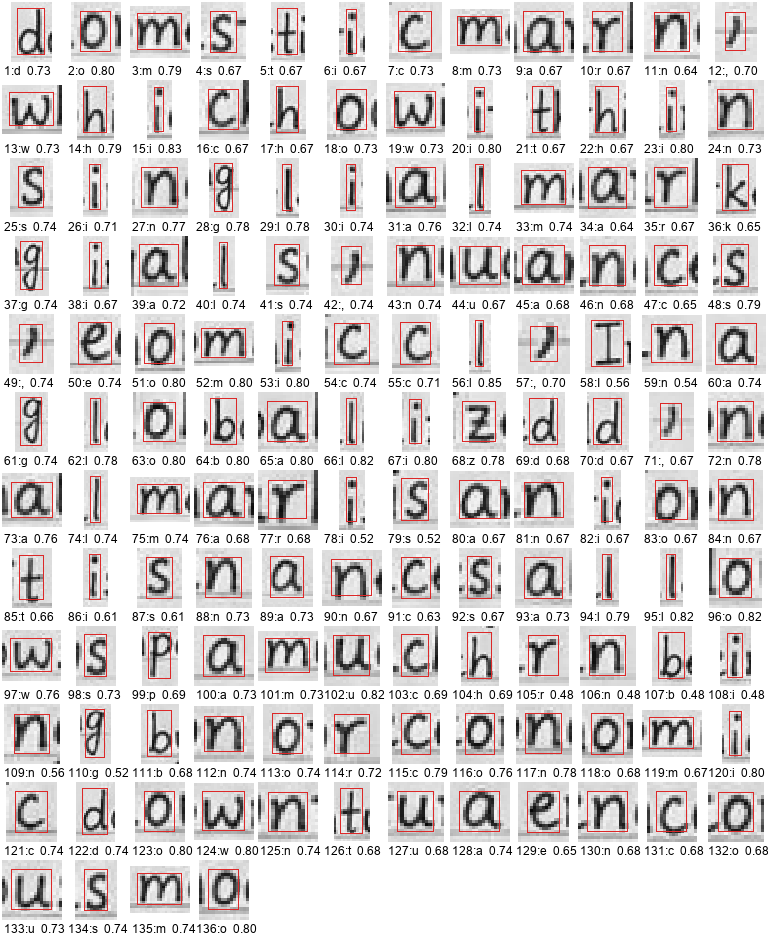 d o m s t i c m a r n ,
1:d 0.73 2:o 0.80 3:m 0.79 4:s 0.67 5:t 0.67 6:i 0.67 7:c 0.73 8:m 0.73 9:a 0.67 10:r 0.67 11:n 0.64 12:, 0.70
w h i c h o w i t h i n
13:w 0.73 14:h 0.79 15:i 0.83 16:c 0.67 17:h 0.67 18:o 0.73 19:w 0.73 20:i 0.80 21:t 0.67 22:h 0.67 23:i 0.80 24:n 0.73
s i n g l i a l m a r k
25:s 0.74 26:i 0.71 27:n 0.77 28:g 0.78 29:l 0.78 30:i 0.74 31:a 0.76 32:l 0.74 33:m 0.74 34:a 0.64 35:r 0.67 36:k 0.65
g i a l s , n u a n c s
37:g 0.74 38:i 0.67 39:a 0.72 40:l 0.74 41:s 0.74 42:, 0.74 43:n 0.74 44:u 0.67 45:a 0.68 46:n 0.68 47:c 0.65 48:s 0.79
, e o m i c c l , I n a
49:, 0.74 50:e 0.74 51:o 0.80 52:m 0.80 53:i 0.80 54:c 0.74 55:c 0.71 56:l 0.85 57:, 0.70 58:I 0.56 59:n 0.54 60:a 0.74
g l o b a l i z d d , n
61:g 0.74 62:l 0.78 63:o 0.80 64:b 0.80 65:a 0.80 66:l 0.82 67:i 0.80 68:z 0.78 69:d 0.68 70:d 0.67 71:, 0.67 72:n 0.78
a l m a r i s a n i o n
73:a 0.76 74:l 0.74 75:m 0.74 76:a 0.68 77:r 0.68 78:i 0.52 79:s 0.52 80:a 0.67 81:n 0.67 82:i 0.67 83:o 0.67 84:n 0.67
t i s n a n c s a l l o
85:t 0.66 86:i 0.61 87:s 0.61 88:n 0.73 89:a 0.73 90:n 0.67 91:c 0.63 92:s 0.67 93:a 0.73 94:l 0.79 95:l 0.82 96:o 0.82
w s p a m u c h r n b i
97:w 0.76 98:s 0.73 99:p 0.69 100:a 0.73 101:m 0.73 102:u 0.82 103:c 0.69 104:h 0.69 105:r 0.48 106:n 0.48 107:b 0.48 108:i 0.48
n g b n o r c o n o m i
109:n 0.56 110:g 0.52 111:b 0.68 112:n 0.74 113:o 0.74 114:r 0.72 115:c 0.79 116:o 0.76 117:n 0.78 118:o 0.68 119:m 0.67 120:i 0.80
c d o w n t u a e n c o
121:c 0.74 122:d 0.74 123:o 0.80 124:w 0.80 125:n 0.74 126:t 0.68 127:u 0.68 128:a 0.74 129:e 0.65 130:n 0.68 131:c 0.68 132:o 0.68
u s m o
133:u 0.73 134:s 0.74 135:m 0.74 136:o 0.80